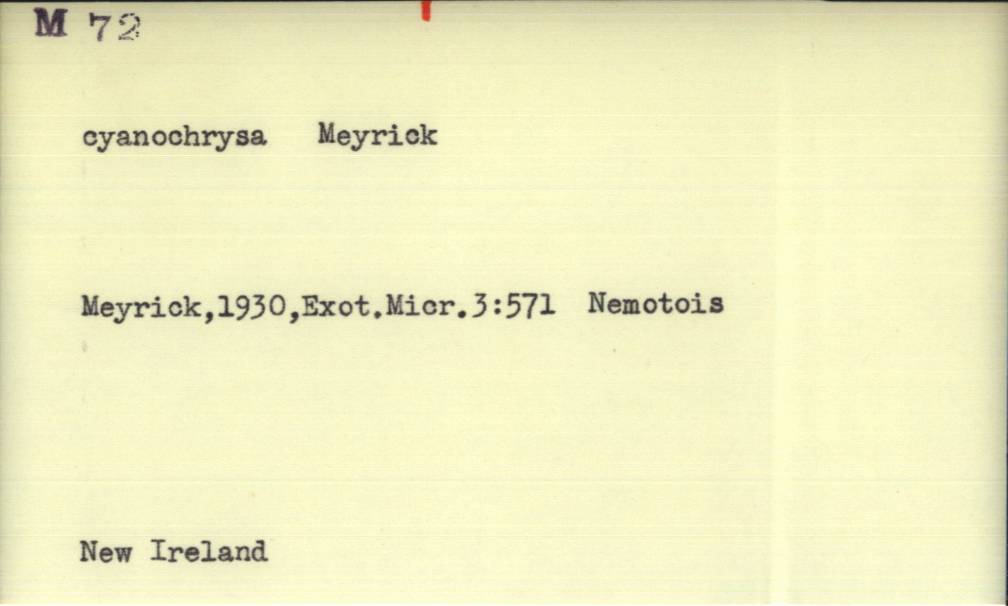 M 72
cyanochrysa Meyrick
Meyrick,1930,Exot.Micr.3:571 Nemotois
New Ireland